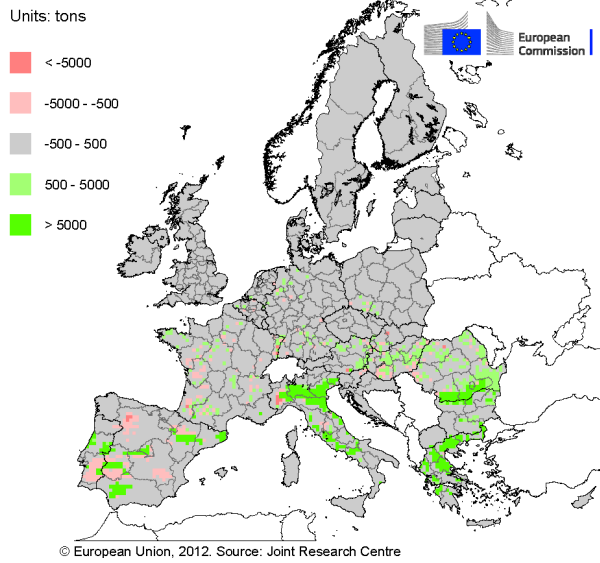 Units: tons
European
Commission
< -5000
-5000 - -500
-500 - 500
500 - 5000
> 5000
© European Union, 2012. Source: Joint Research Centre